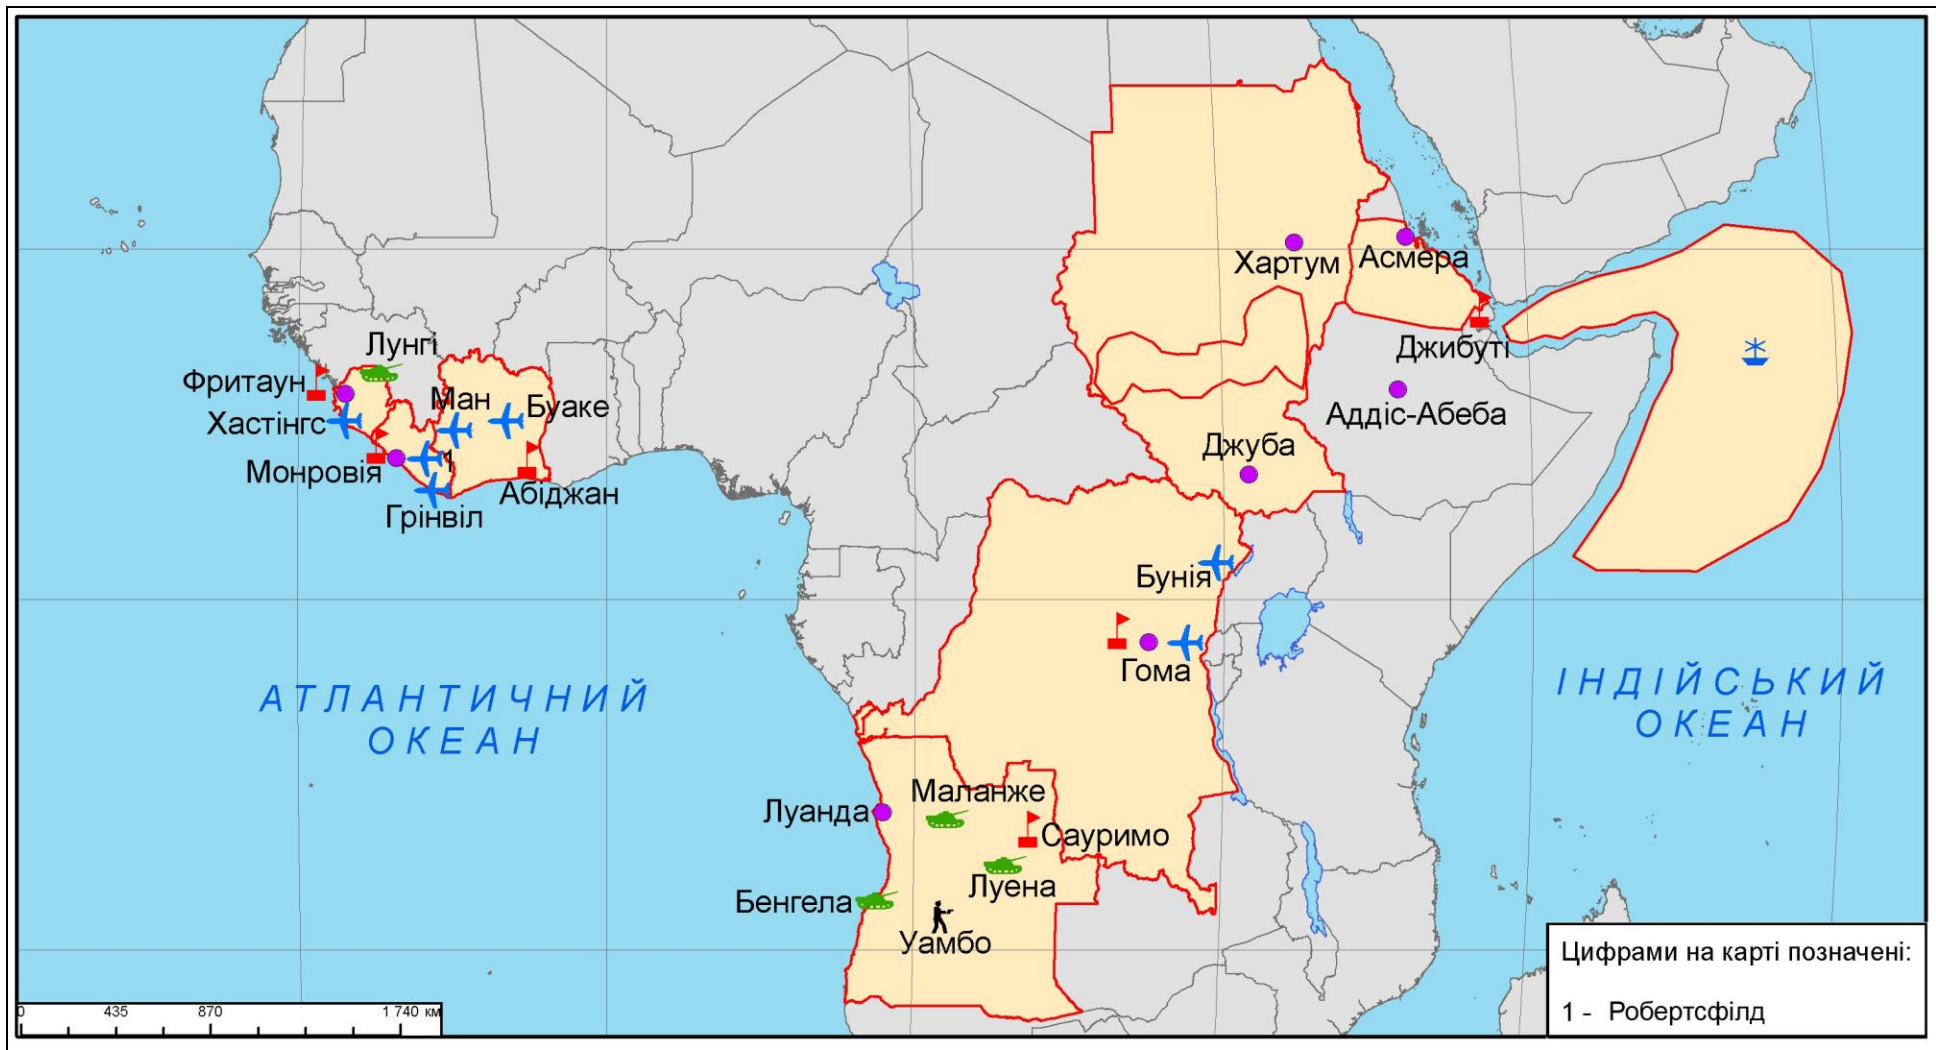 Хартум
Асмера
Джибуті
Лунгі
Фритаун
Ман
Буаке
Хастінгс
Аддіс-Абеба
Джуба
1
Монровія
Абіджан
Грінвіл
Бунія
Гома
АТЛАНТИЧНИЙ
ОКЕАН
ІНДІЙСЬКИЙ
ОКЕАН
Маланже
Луанда
Сауримо
Луена
Бенгела
Уамбо
Цифрами на карті позначені:
1 - Робертсфілд
0 435 870 1 740 км